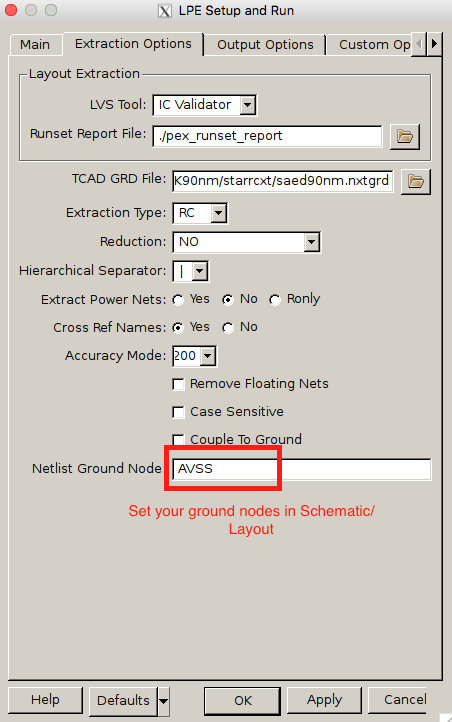 LPE Setup and Run
Main Extraction Options Output Options Custom Op
Layout Extraction
LVS Tool: IC Validator
Runset Report File: ./pex_runset_report
TCAD GRD File: K90nm/starrcxt/saed90nm.nxtgrd
Extraction Type: RC
Reduction: NO
Hierarchical Separator: |
Extract Power Nets: Yes No Ronly
Cross Ref Names: Yes No
Accuracy Mode: 200
Remove Floating Nets
Case Sensitive
Couple To Ground
Netlist Ground Node AVSS
Set your ground nodes in Schematic/
Layout
Help Defaults OK Apply Cancel